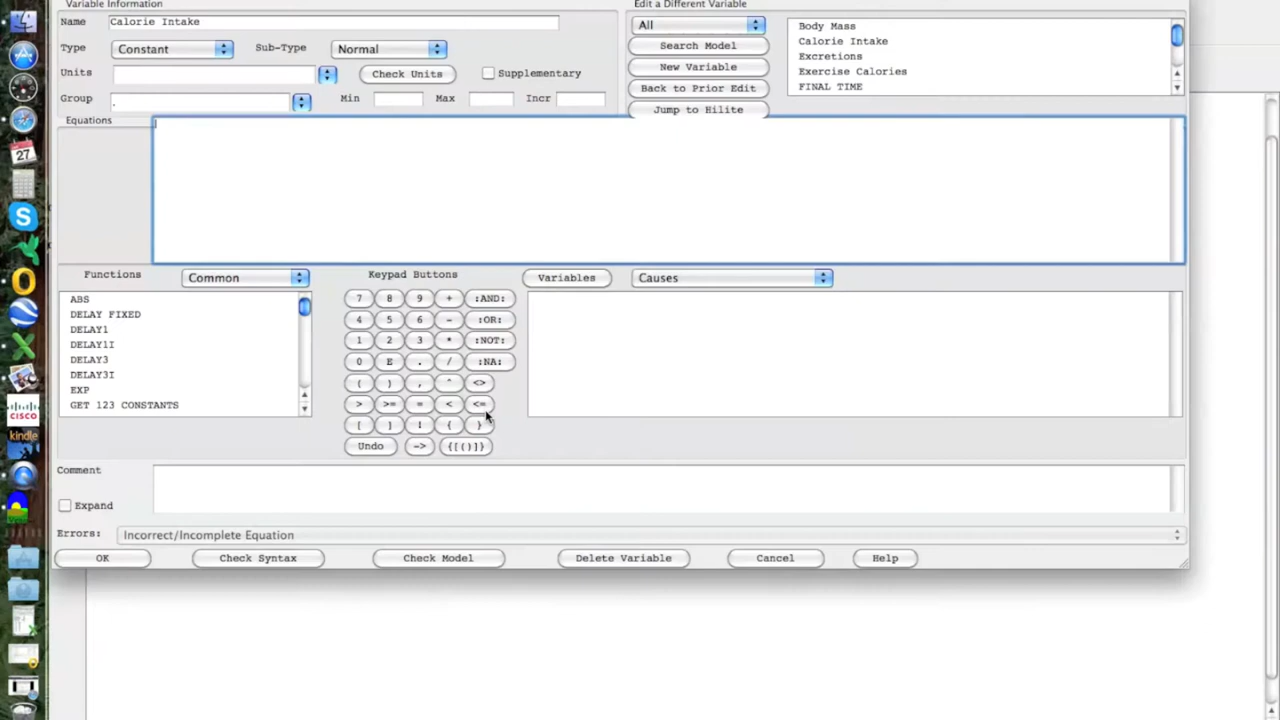 Variable Information
Edit a Different Variable
Name Calorie Intake
All
Body Mass
Calorie Intake
Excretions
Exercise Calories
FINAL TIME
Type Constant Sub-Type Normal
Search Model
Units Check Units Supplementary
New Variable
Group . Min Max Incr
Back to Prior Edit
Jump to Hilite
Equations
Functions Common
Keypad Buttons
Variables Causes
ABS
DELAY FIXED
DELAY1
DELAY1I
DELAY3
DELAY3I
EXP
GET 123 CONSTANTS
7 8 9 + :AND:
4 5 6 - :OR:
1 2 3 * :NOT:
0 E . / :NA:
( ) , ^ <>
> >= = < <=
[ ] ! { }
Undo -> {[()]}
Comment
Expand
Errors: Incorrect/Incomplete Equation
OK Check Syntax Check Model Delete Variable Cancel Help
27
CISCO
kindle